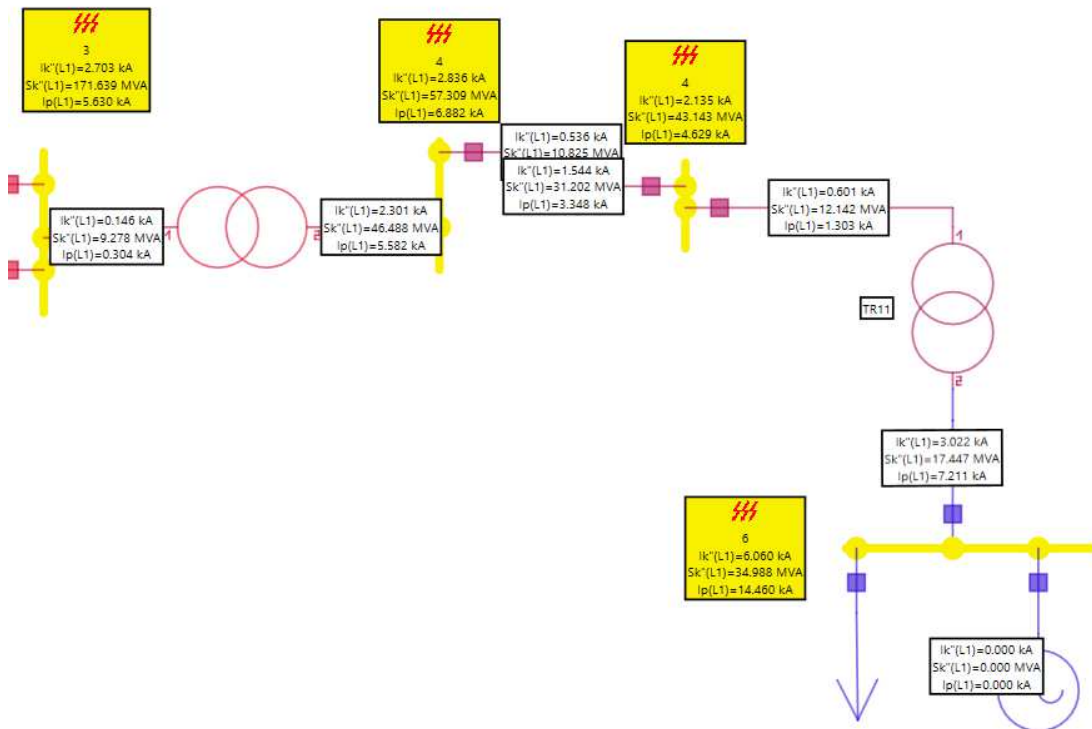 3
Ik"(L1)=2.703 kA
Sk"(L1)=171.639 MVA
Ip(L1)=5.630 kA
4
Ik"(L1)=2.836 kA
Sk"(L1)=57.309 MVA
Ip(L1)=6.882 kA
4
Ik"(L1)=2.135 kA
Sk"(L1)=43.143 MVA
Ip(L1)=4.629 kA
Ik"(L1)=0.536 kA
Sk"(L1)=10.825 MVA
Ik"(L1)=1.544 kA
Sk"(L1)=31.202 MVA
Ip(L1)=3.348 kA
Ik"(L1)=0.601 kA
Sk"(L1)=12.142 MVA
Ip(L1)=1.303 kA
Ik"(L1)=0.146 kA
Sk"(L1)=9.278 MVA
Ip(L1)=0.304 kA
1
2
Ik"(L1)=2.301 kA
Sk"(L1)=46.488 MVA
Ip(L1)=5.582 kA
1
TR11
2
Ik"(L1)=3.022 kA
Sk"(L1)=17.447 MVA
Ip(L1)=7.211 kA
6
Ik"(L1)=6.060 kA
Sk"(L1)=34.988 MVA
Ip(L1)=14.460 kA
Ik"(L1)=0.000 kA
Sk"(L1)=0.000 MVA
Ip(L1)=0.000 kA